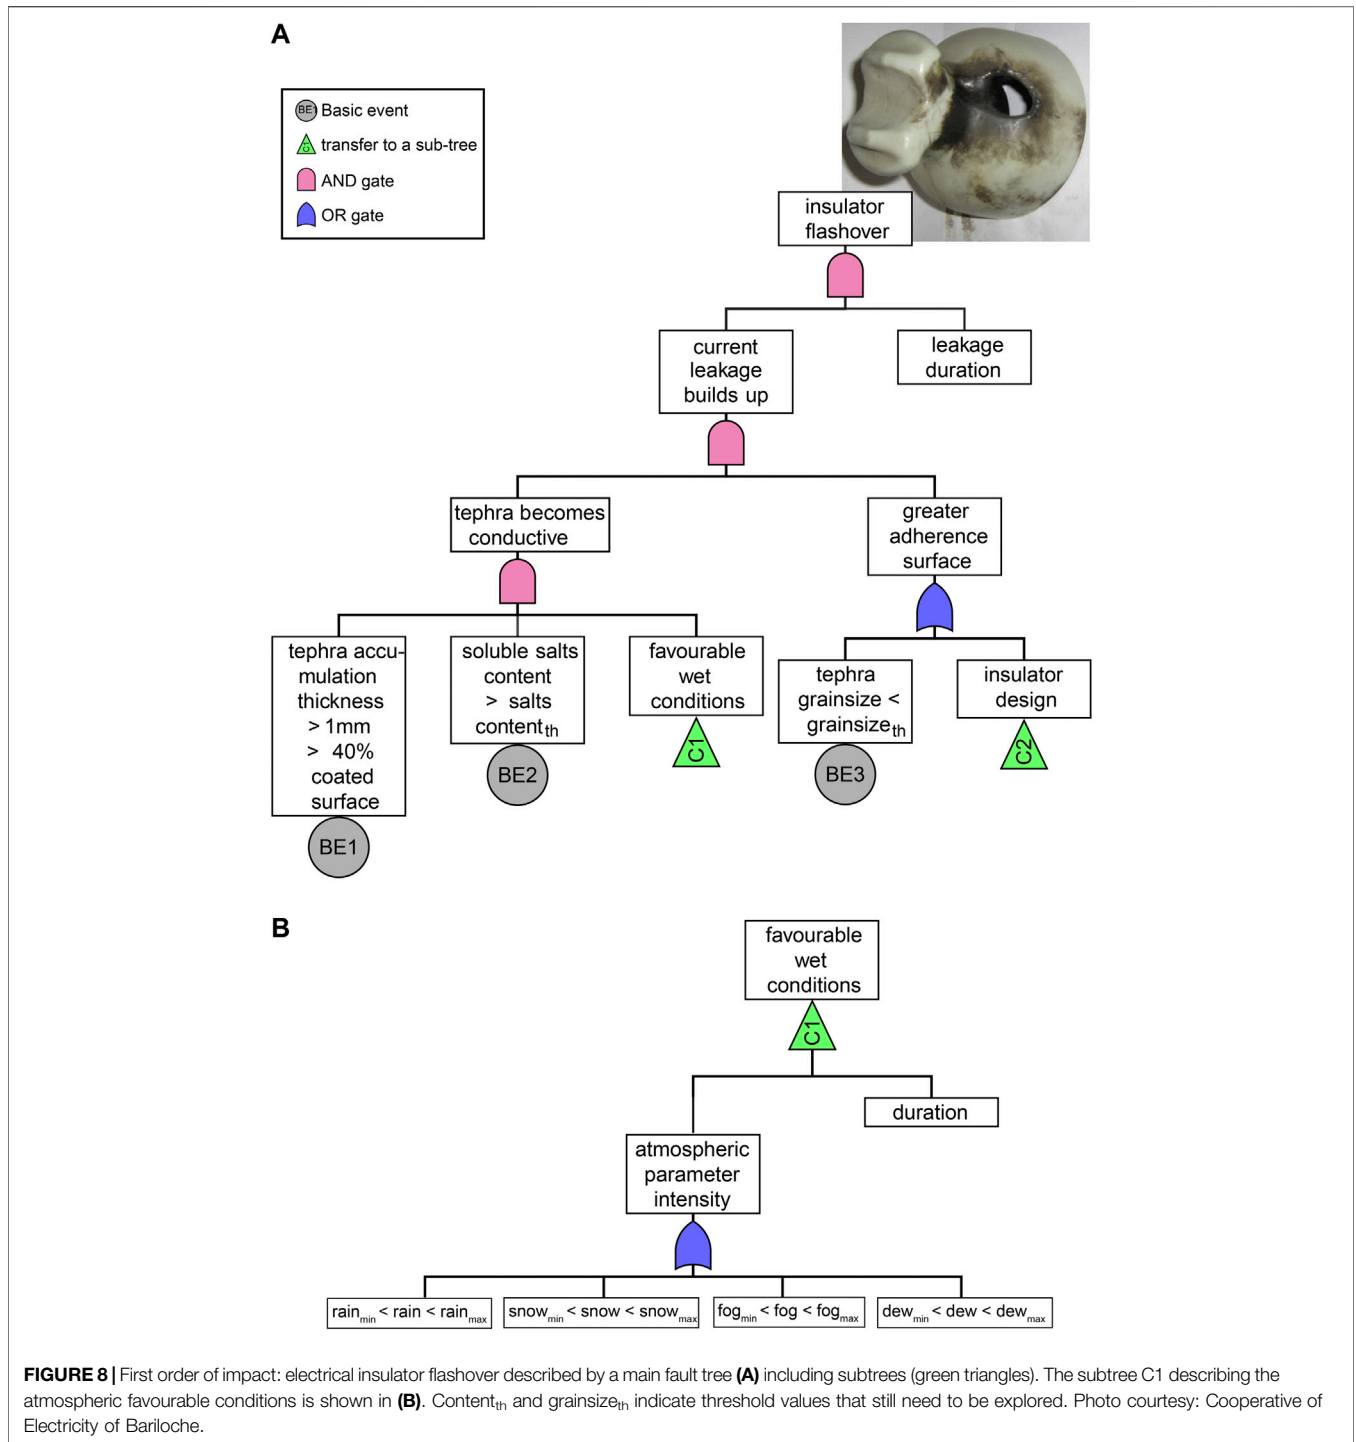 A
BE1 Basic event
C1 transfer to a sub-tree
AND gate
OR gate
insulator
flashover
current
leakage
builds up
leakage
duration
tephra becomes
conductive
greater
adherence
surface
tephra accu-
mulation
thickness
>1mm
> 40%
coated
surface
BE1
soluble salts
content
> salts
contentth
BE2
favourable
wet
conditions
C1
tephra
grainsize <
grainsizeth
BE3
insulator
design
C2
B
favourable
wet
conditions
C1
duration
atmospheric
parameter
intensity
rainmin < rain < rainmax
snowmin < snow < snowmax
fogmin < fog < fogmax
dewmin < dew < dewmax
FIGURE 8 | First order of impact: electrical insulator flashover described by a main fault tree (A) including subtrees (green triangles). The subtree C1 describing the
atmospheric favourable conditions is shown in (B). Contentth and grainsizeth indicate threshold values that still need to be explored. Photo courtesy: Cooperative of
Electricity of Bariloche.